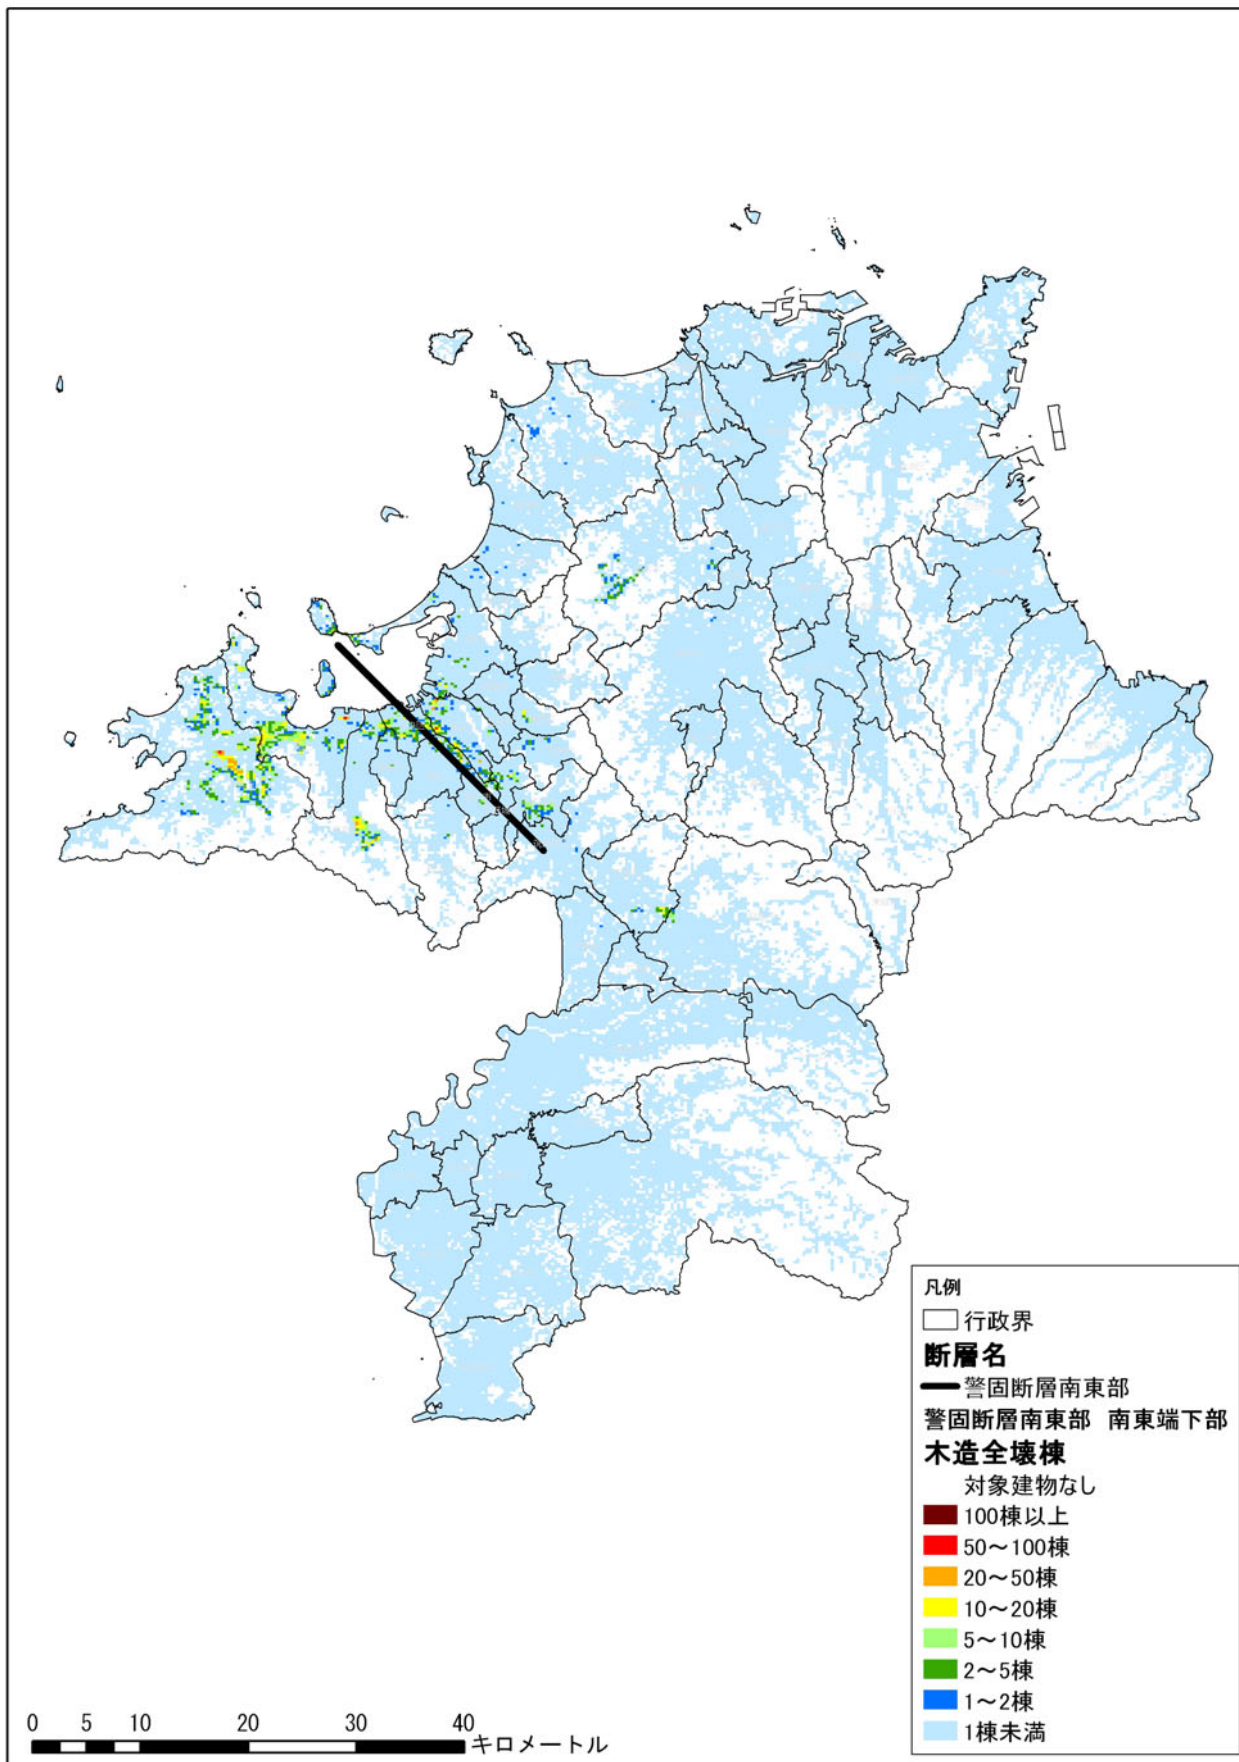 凡例
行政界
断層名
警固断層南東部
警固断層南東部 南東端下部
木造全壊棟
対象建物なし
100棟以上
50～100棟
20～50棟
10～20棟
5～10棟
2～5棟
1～2棟
1棟未満
0 5 10 20 30 40
キロメートル